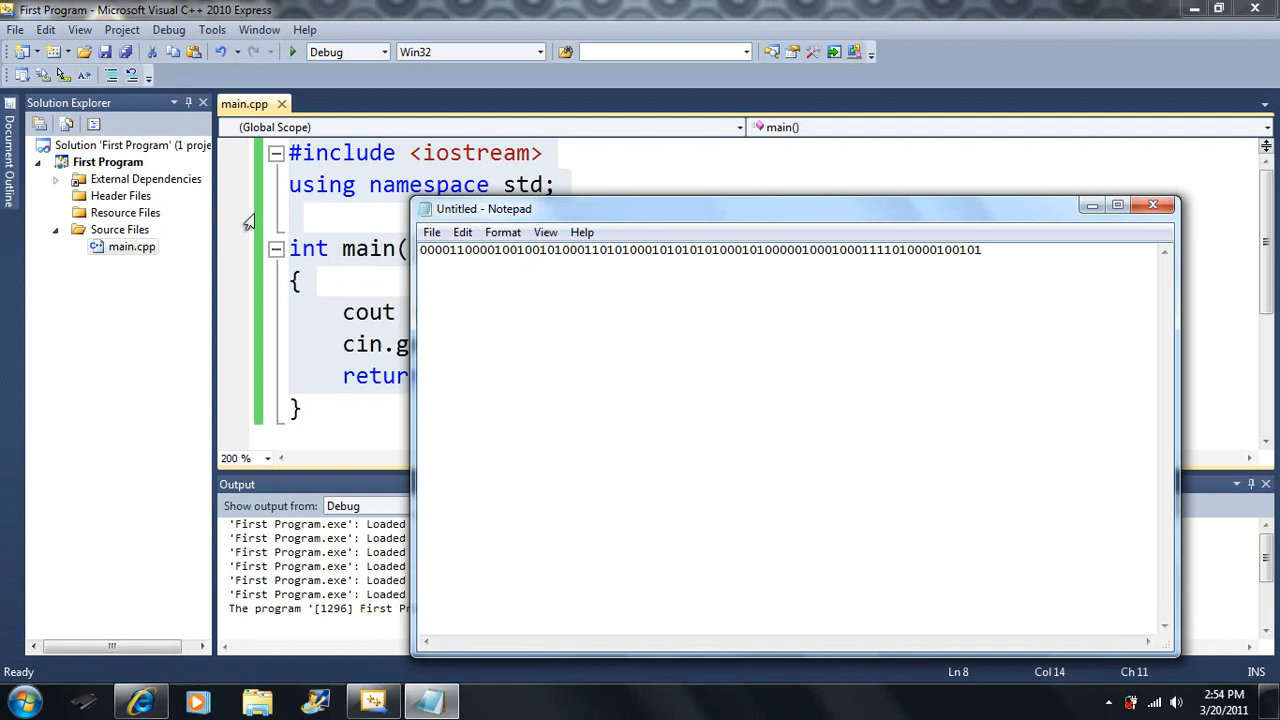 First Program - Microsoft Visual C++ 2010 Express
File Edit View Project Debug Tools Window Help
Debug Win32
Document Outline
Solution Explorer
Solution 'First Program' (1 proje
First Program
External Dependencies
Header Files
Resource Files
Source Files
main.cpp
main.cpp
(Global Scope)
main()
#include <iostream>
using namespace std;
int main(
{
cout
cin.g
retur
}
200 %
Untitled - Notepad
File Edit Format View Help
Output
Show output from: Debug
'First Program.exe': Loaded
'First Program.exe': Loaded
'First Program.exe': Loaded
'First Program.exe': Loaded
'First Program.exe': Loaded
'First Program.exe': Loaded
The program '[1296] First Pr
Ready Ln 8 Col 14 Ch 11 INS
2:54 PM
3/20/2011